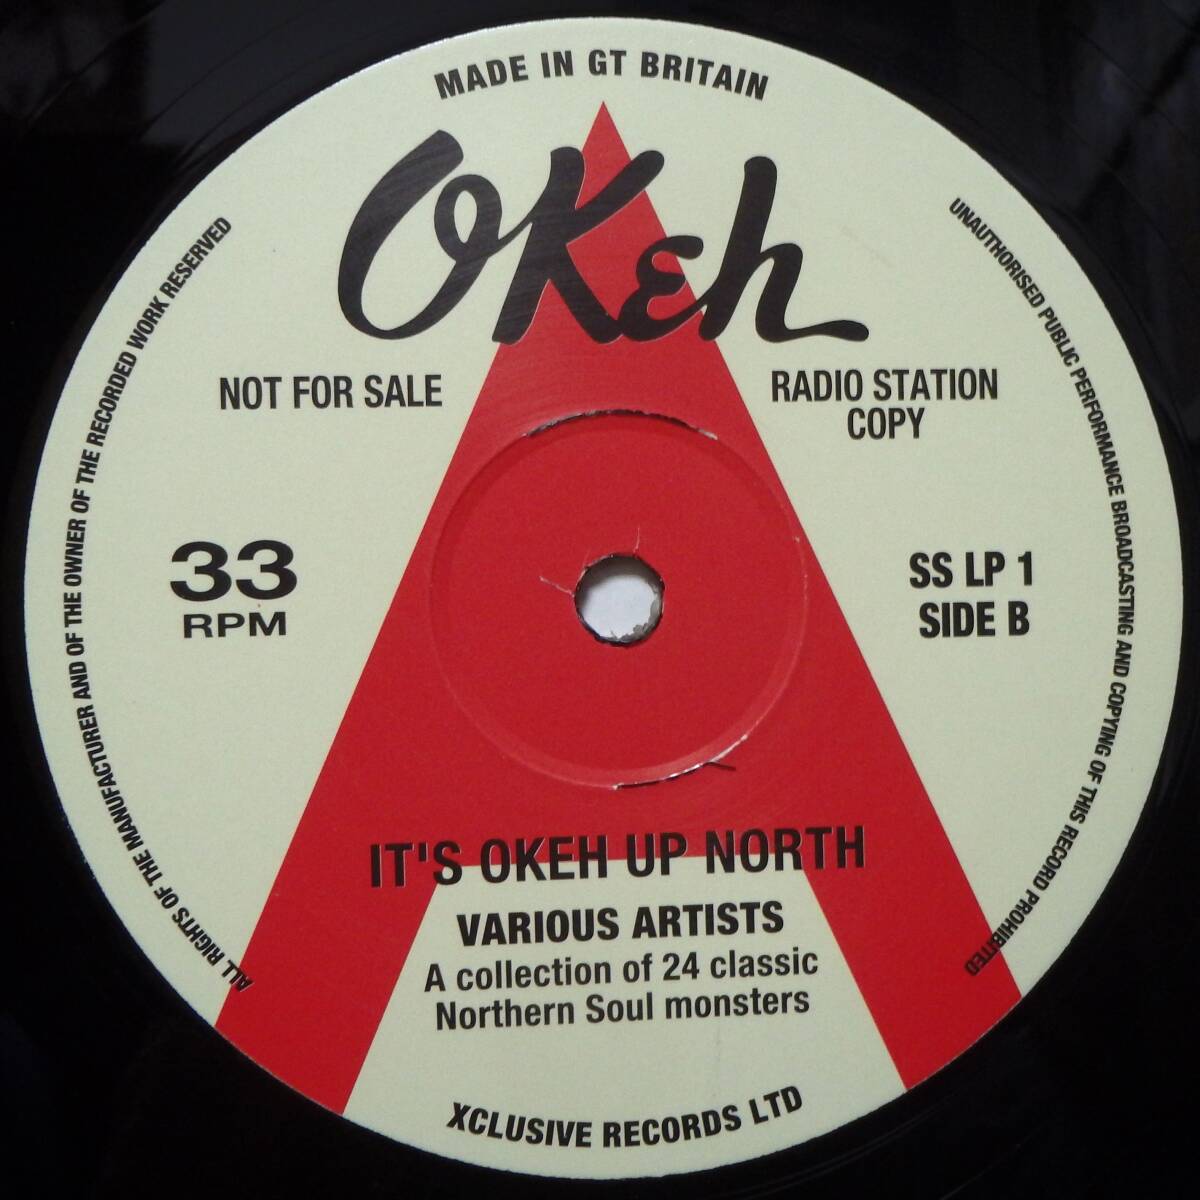 MADE IN GT BRITAIN
OKeh
NOT FOR SALE
RADIO STATION
COPY
33
RPM
SS LP 1
SIDE B
IT'S OKEH UP NORTH
VARIOUS ARTISTS
A collection of 24 classic
Northern Soul monsters
XCLUSIVE RECORDS LTD
ALL RIGHTS OF THE MANUFACTURER AND OF THE OWNER OF THE RECORDED WORK RESERVED
UNAUTHORISED PUBLIC PERFORMANCE BROADCASTING AND COPYING OF THIS RECORD PROHIBITED